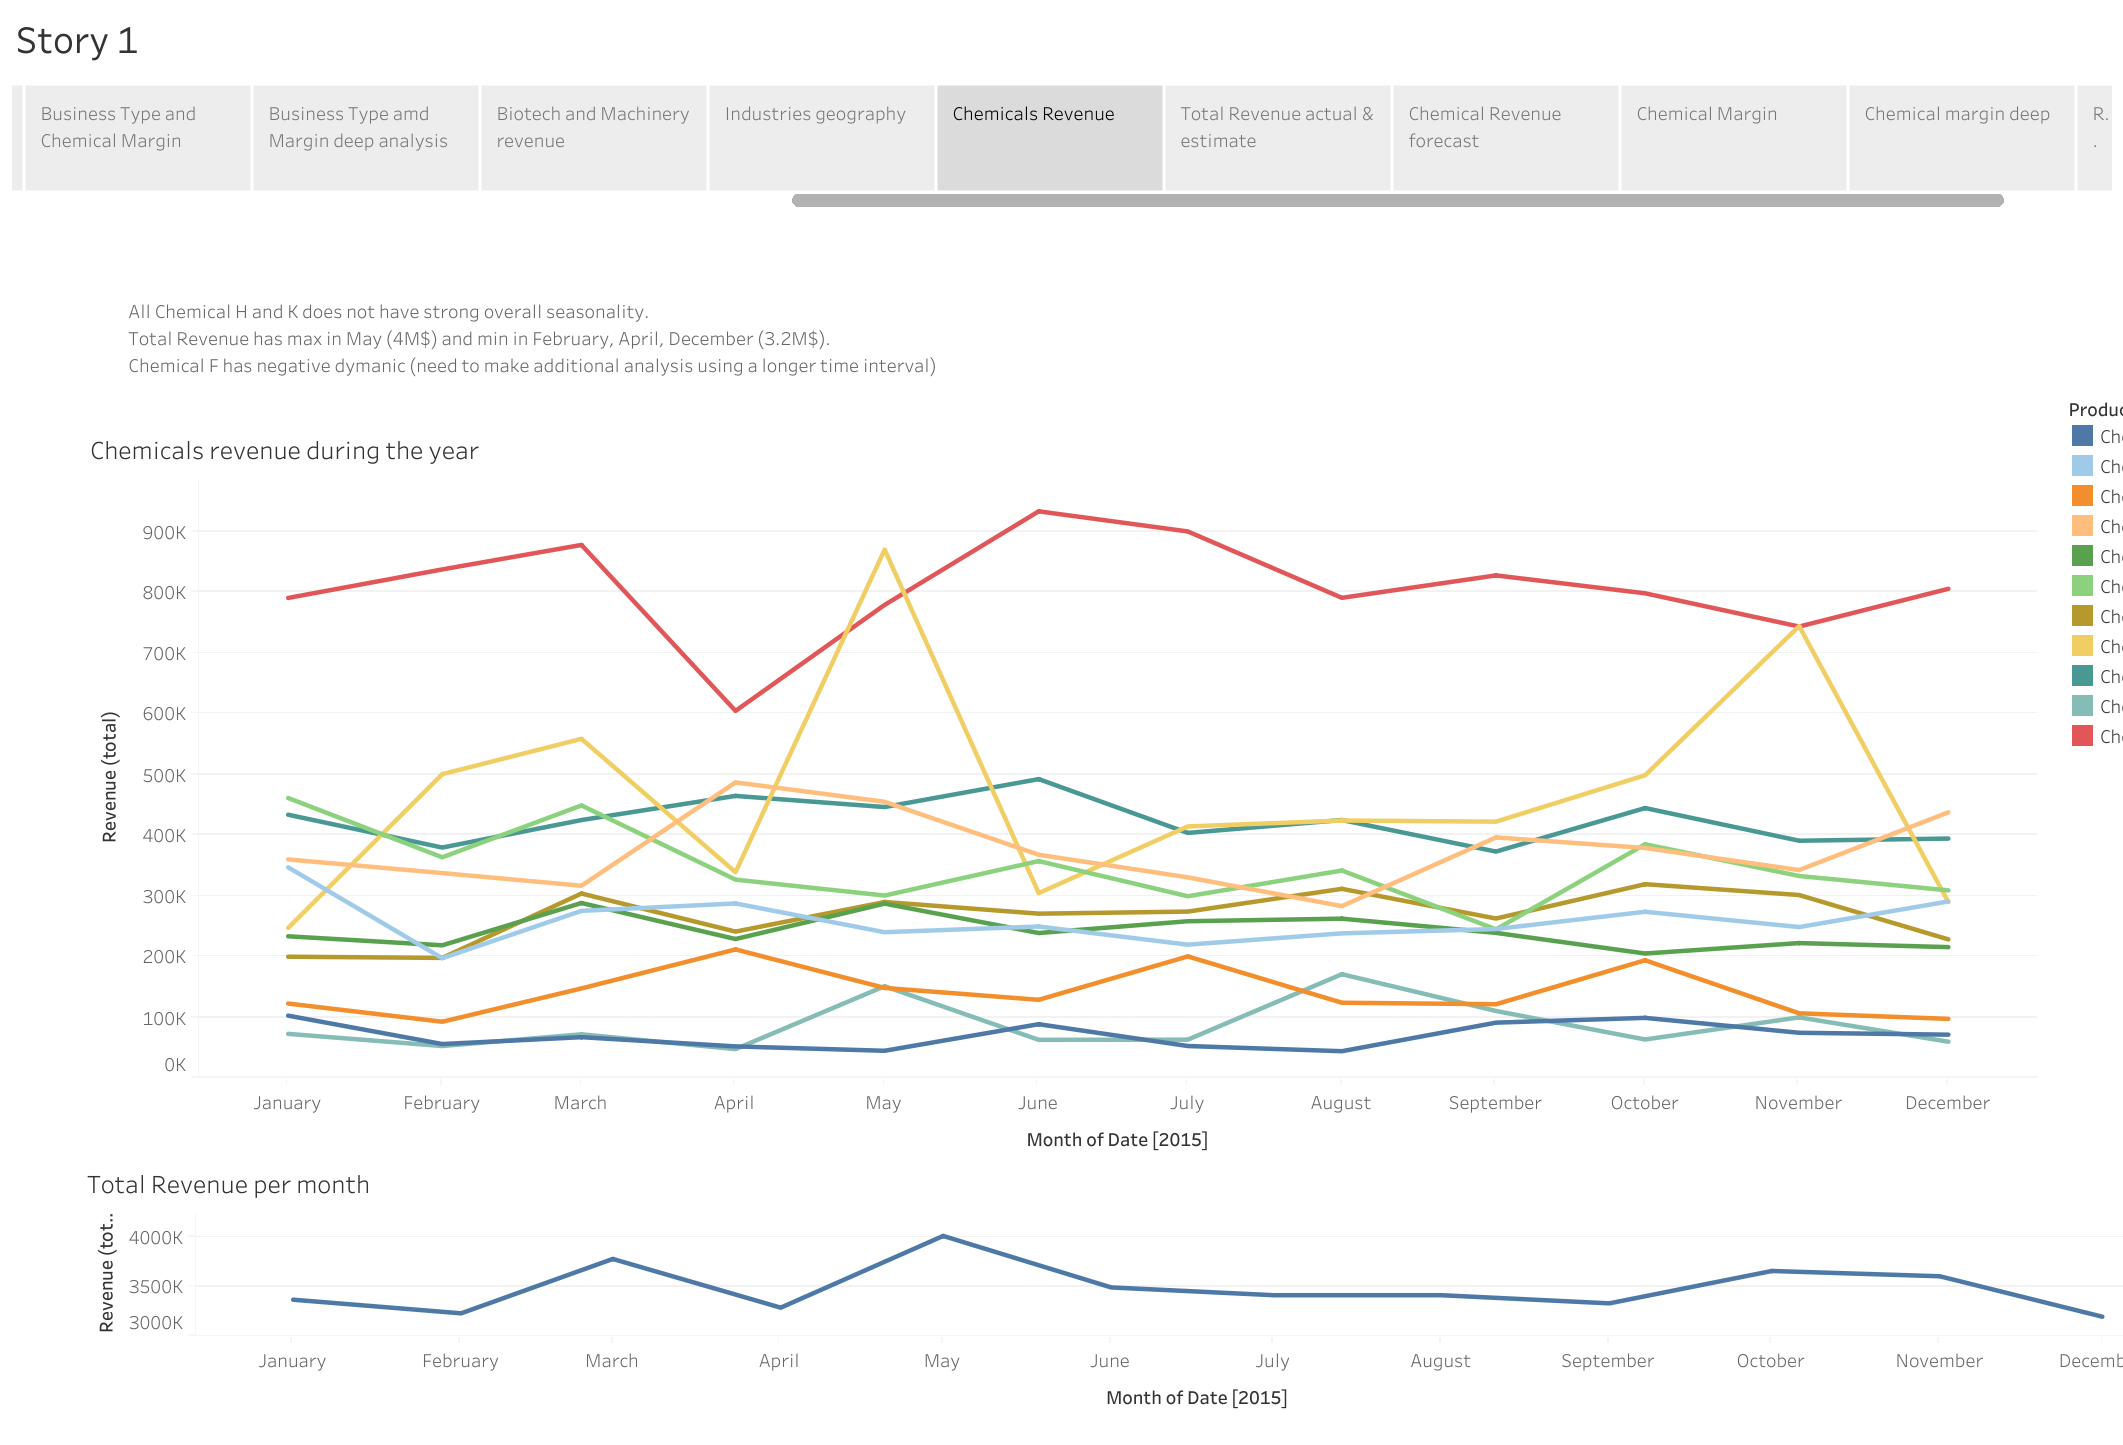 Story 1
Business Type and
Chemical Margin
Business Type amd
Margin deep analysis
Biotech and Machinery
revenue
Industries geography
Chemicals Revenue
Total Revenue actual &
estimate
Chemical Revenue
forecast
Chemical Margin
Chemical margin deep
R.
.
All Chemical H and K does not have strong overall seasonality.
Total Revenue has max in May (4M$) and min in February, April, December (3.2M$).
Chemical F has negative dymanic (need to make additional analysis using a longer time interval)
Chemicals revenue during the year
Revenue (total)
900K
800K
700K
600K
500K
400K
300K
200K
100K
0K
January February March April May June July August September October November December
Month of Date [2015]
Total Revenue per month
Revenue (tot..
4000K
3500K
3000K
January February March April May June July August September October November
Month of Date [2015]